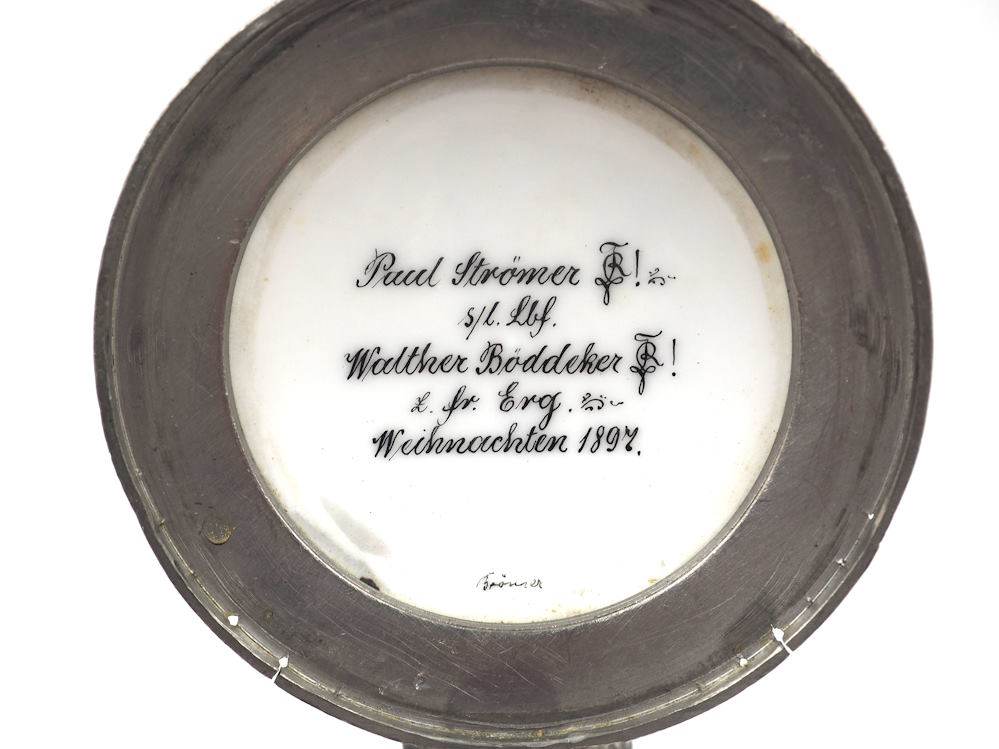 Paul Strömer !
s/l. Lbf.
Walther Böddeker !
z. fr. Erg.
Weihnachten 1897.